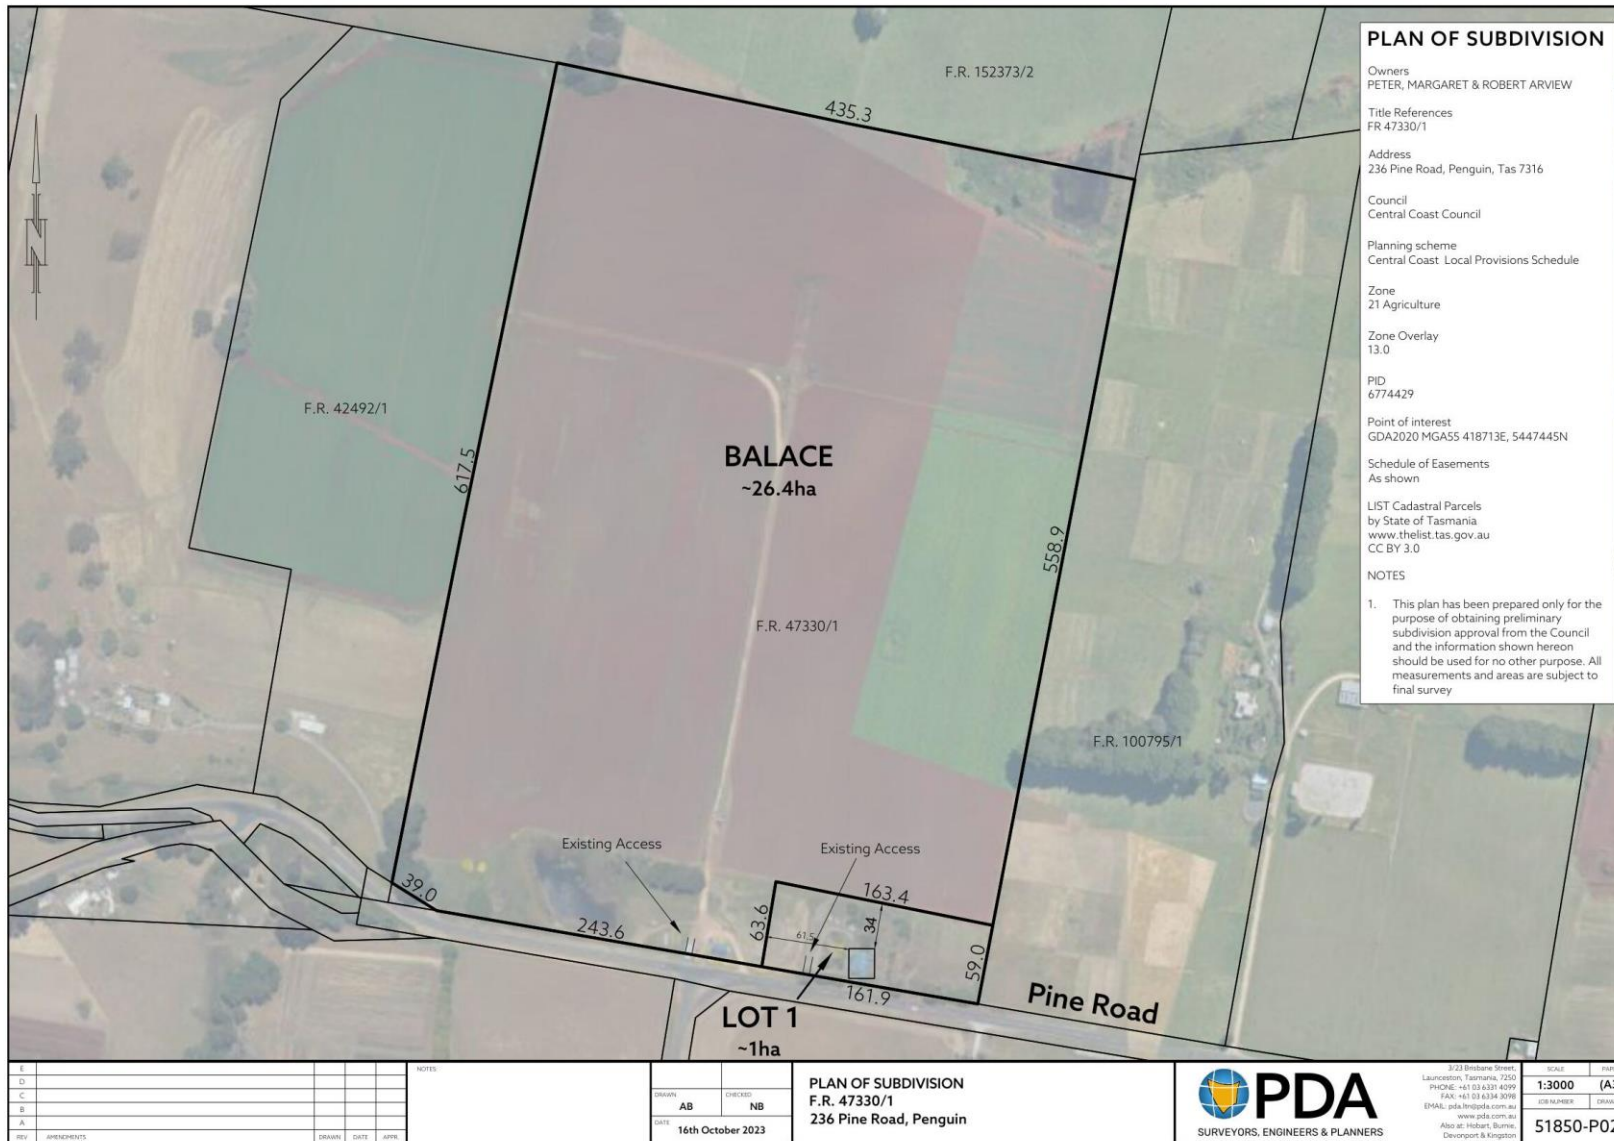 PLAN OF SUBDIVISION
Owners
PETER, MARGARET & ROBERT ARVIEW
Title References
FR 47330/1
Address
236 Pine Road, Penguin, Tas 7316
Council
Central Coast Council
Planning scheme
Central Coast Local Provisions Schedule
Zone
21 Agriculture
Zone Overlay
13.0
PID
6774429
Point of interest
GDA2020 MGA55 418713E, 5447445N
Schedule of Easements
As shown
LIST Cadastral Parcels
by State of Tasmania
www.thelist.tas.gov.au
CC BY 3.0
NOTES
1. This plan has been prepared only for the
purpose of obtaining preliminary
subdivision approval from the Council
and the information shown hereon
should be used for no other purpose. All
measurements and areas are subject to
final survey
N
F.R. 152373/2
435.3
F.R. 42492/1
617.5
BALACE
~26.4ha
558.9
F.R. 47330/1
F.R. 100795/1
Existing Access
Existing Access
39.0
243.6
63.6
163.4
61.5
34
59.0
161.9
Pine Road
LOT 1
~1ha
E
D
C
B
A
REV AMENDMENTS DRAWN DATE APPR.
NOTES
DRAWN CHECKED
AB NB
DATE
16th October 2023
PLAN OF SUBDIVISION
F.R. 47330/1
236 Pine Road, Penguin
PDA
SURVEYORS, ENGINEERS & PLANNERS
3/23 Brisbane Street,
Launceston, Tasmania, 7250
PHONE: +61 03 6331 4099
FAX: +61 03 6334 3098
EMAIL: pda.ltn@pda.com.au
www.pda.com.au
Also at: Hobart, Burnie,
Devonport & Kingston
SCALE
1:3000 (A3
JOB NUMBER
51850-P02